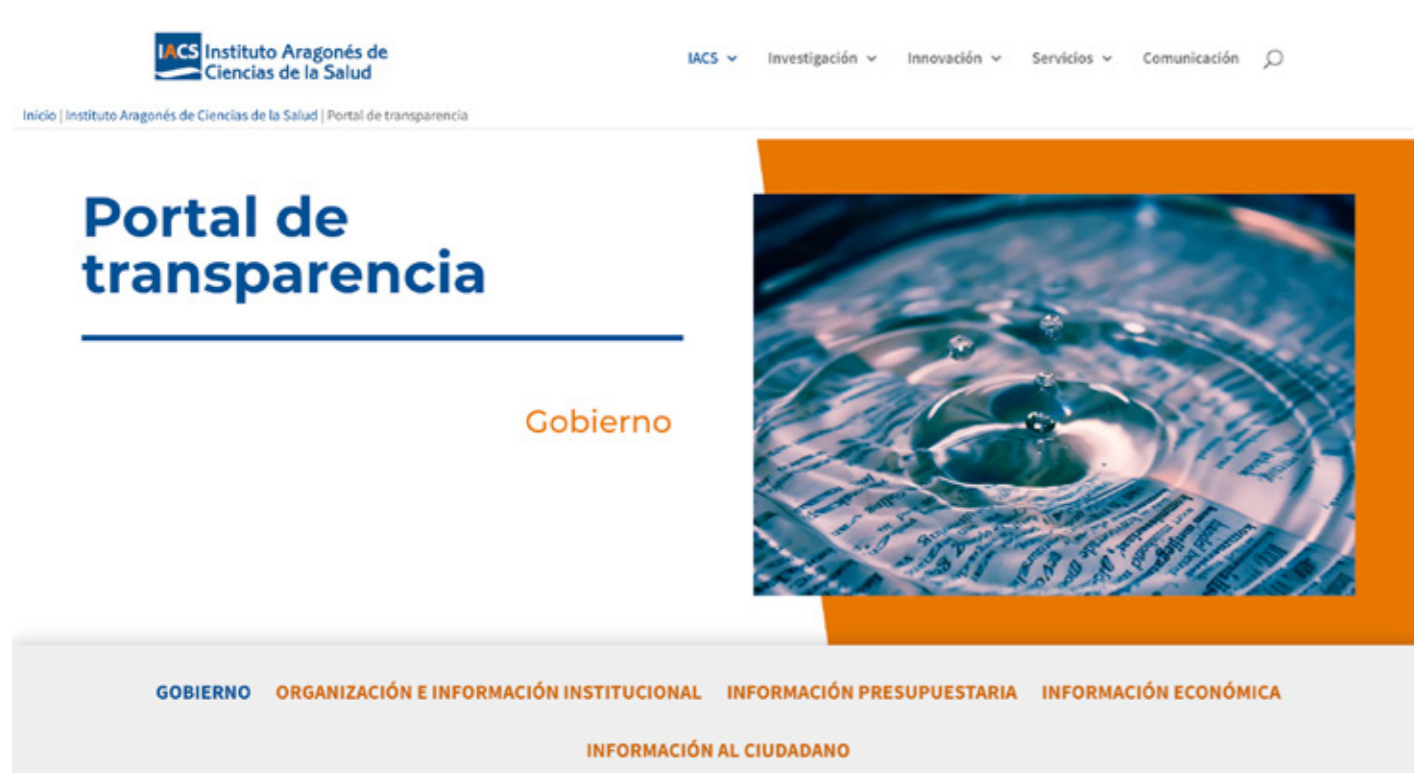 IACS Instituto Aragonés de
Ciencias de la Salud
IACS Investigación Innovación Servicios Comunicación
Inicio | Instituto Aragonés de Ciencias de la Salud | Portal de transparencia
Portal de
transparencia
Gobierno
GOBIERNO ORGANIZACIÓN E INFORMACIÓN INSTITUCIONAL INFORMACIÓN PRESUPUESTARIA INFORMACIÓN ECONÓMICA
INFORMACIÓN AL CIUDADANO